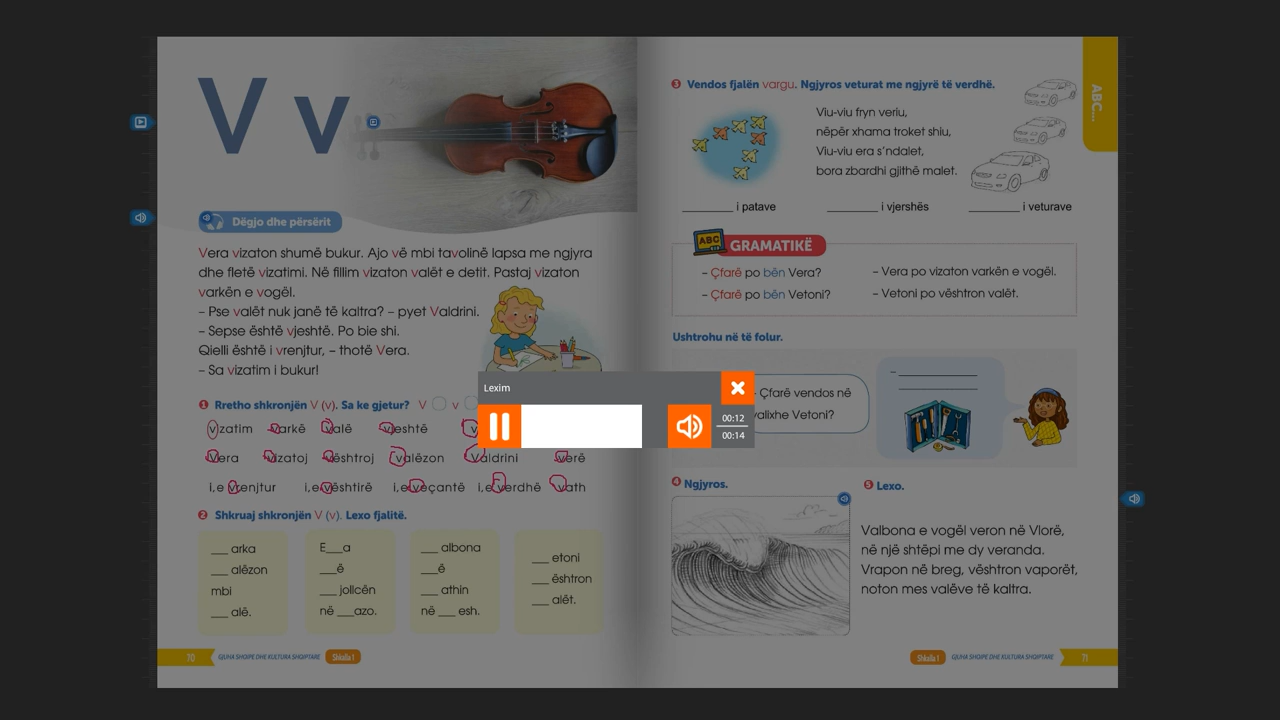 V v
Dëgjo dhe përsërit
Vera vizaton shumë bukur. Ajo vë mbi tavolinë lapsa me ngjyra
dhe fletë vizatimi. Në fillim vizaton valët e detit. Pastaj vizaton
varkën e vogël.
– Pse valët nuk janë të kaltra? – pyet Valdrini.
– Sepse është vjeshtë. Po bie shi.
Qielli është i vrenjtur, – thotë Vera.
– Sa vizatim i bukur!
1 Rretho shkronjën V (v). Sa ke gjetur? V v
vizatim varkë valë vjeshtë v
Vera vizatoj vështroj valëzon Valdrini verë
i,e vrenjtur i,e vështirë i,e veçantë i,e verdhë vath
2 Shkruaj shkronjën V (v). Lexo fjalitë.
___ arka
___ alëzon
mbi
___ alë.
E___a
___ë
___ jollcën
në ___azo.
___ albona
___ë
___ athin
në ___ esh.
___ etoni
___ ështron
___ alët.
70 GJUHA SHQIPE DHE KULTURA SHQIPTARE Shkalla 1
ABC...
3 Vendos fjalën vargu. Ngjyros veturat me ngjyrë të verdhë.
Viu-viu fryn veriu,
nëpër xhama troket shiu,
Viu-viu era s’ndalet,
bora zbardhi gjithë malet.
________ i patave ________ i vjershës ________ i veturave
ABC GRAMATIKË
– Çfarë po bën Vera? – Vera po vizaton varkën e vogël.
– Çfarë po bën Vetoni? – Vetoni po vështron valët.
Ushtrohu në të folur.
Çfarë vendos në
valixhe Vetoni?
–
Lexim
00:12
00:14
4 Ngjyros.
5 Lexo.
Valbona e vogël veron në Vlorë,
në një shtëpi me dy veranda.
Vrapon në breg, vështron vaporët,
noton mes valëve të kaltra.
Shkalla 1 GJUHA SHQIPE DHE KULTURA SHQIPTARE 71